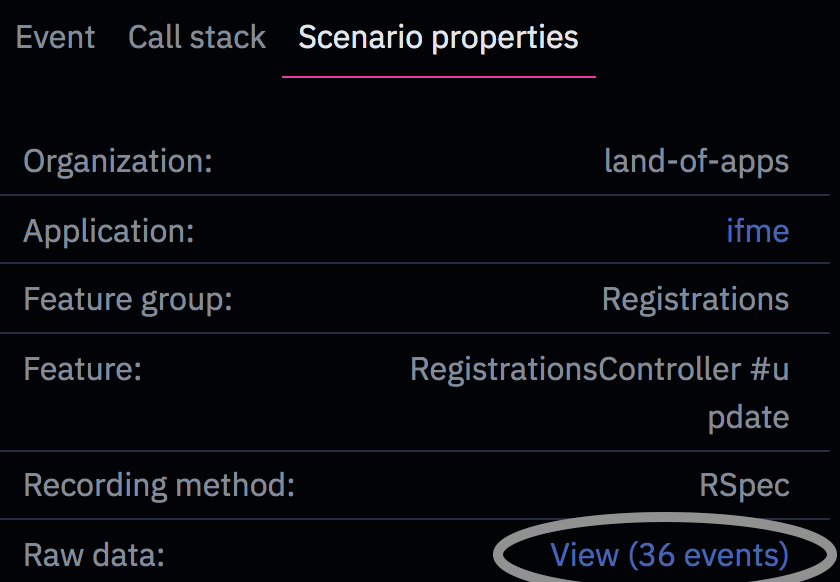 Event Call stack Scenario properties
Organization: land-of-apps
Application: ifme
Feature group: Registrations
Feature: RegistrationsController #u
pdate
Recording method: RSpec
Raw data: View (36 events)